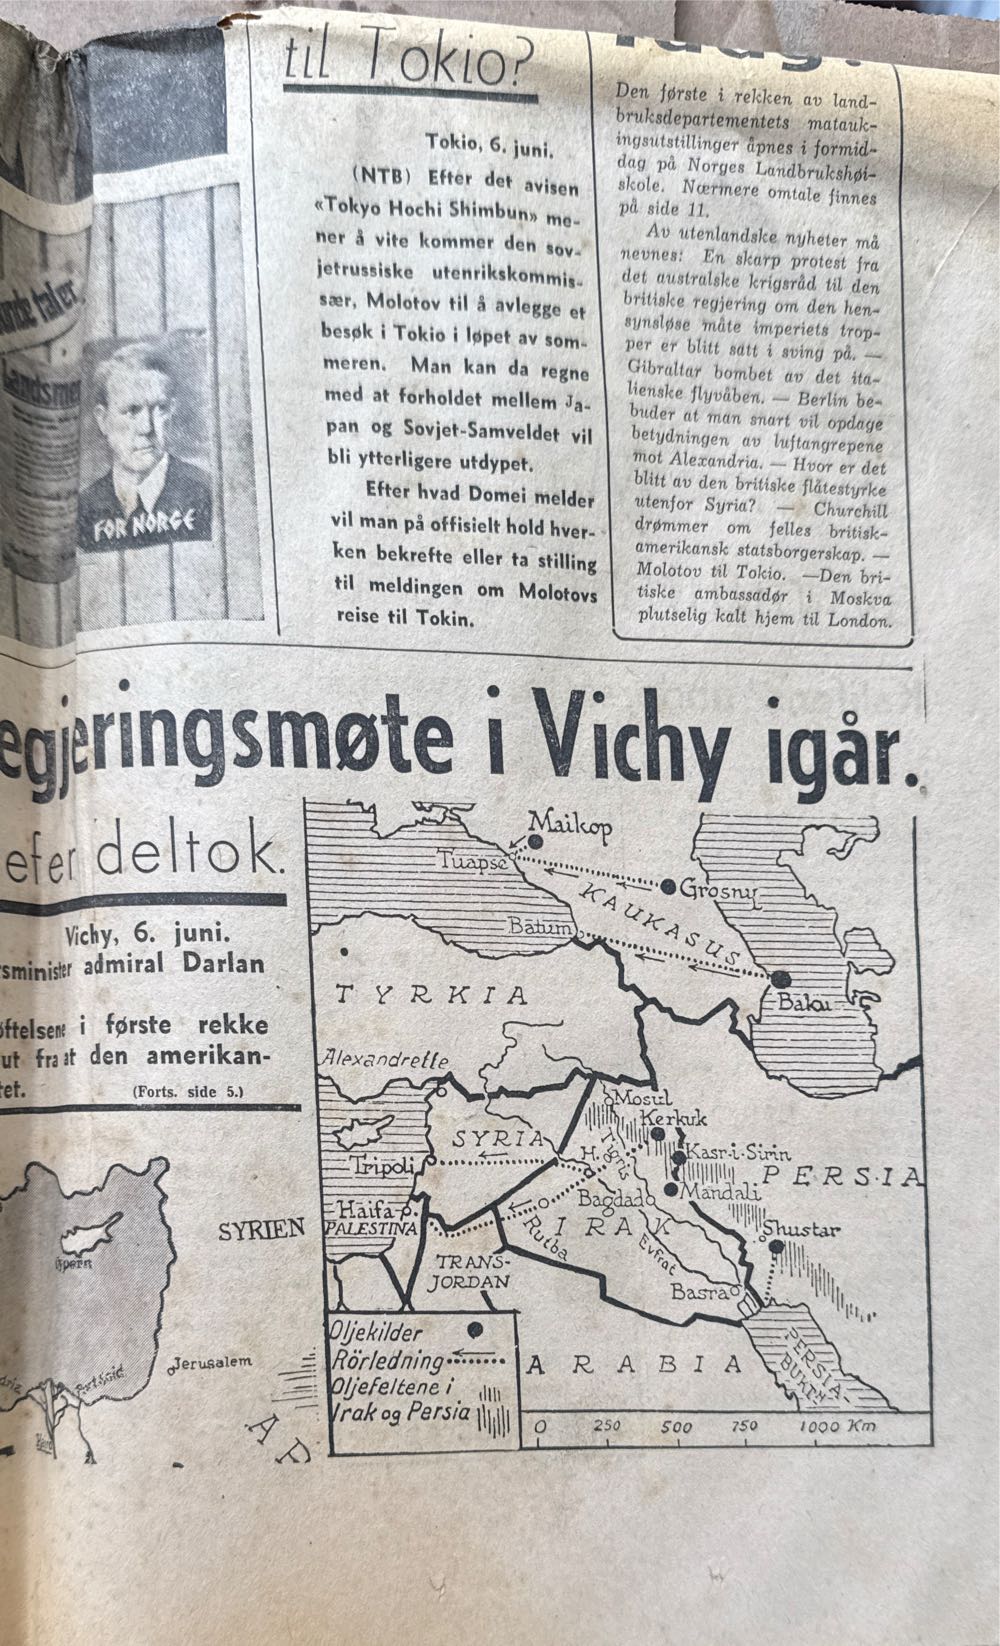 til Tokio?
Tokio, 6. juni.
(NTB) Efter det avisen
«Tokyo Hochi Shimbun» me-
ner å vite kommer den sov-
jetrussiske utenrikskommis-
sær, Molotov til å avlegge et
besøk i Tokio i løpet av som-
meren. Man kan da regne
med at forholdet mellem Ja-
pan og Sovjet-Samveldet vil
bli ytterligere utdypet.
Efter hvad Domei melder
vil man på offisielt hold hver-
ken bekrefte eller ta stilling
til meldingen om Molotovs
reise til Tokin.
Den første i rekken av land-
bruksdepartementets matauk-
ingsutstillinger åpnes i formid-
dag på Norges Landbrukshøi-
skole. Nærmere omtale finnes
på side 11.
Av utenlandske nyheter må
nevnes: En skarp protest fra
det australske krigsråd til den
britiske regjering om den hen-
synsløse måte imperiets trop-
per er blitt satt i sving på. —
Gibraltar bombet av det ita-
lienske flyvåben. — Berlin be-
buder at man snart vil opdage
betydningen av luftangrepene
mot Alexandria. — Hvor er det
blitt av den britiske flåtestyrke
utenfor Syria? — Churchill
drømmer om felles britisk-
amerikansk statsborgerskap. —
Molotov til Tokio. —Den bri-
tiske ambassadør i Moskva
plutselig kalt hjem til London.
taler
Landsme
FOR NORGE
egjeringsmøte i Vichy igår.
efer deltok.
Vichy, 6. juni.
sminister admiral Darlan
øftelsene i første rekke
ut fra at den amerikan-
tet.
(Forts. side 5.)
Maikop
Tuapse
Grosny
KAUKASUS
Batum
Baku
TYRKIA
Alexandrette
Mosul
Kerkuk
SYRIA
Tigris
Kasr-i-Sirin
H.
PERSIA
Tripoli
Bagdad
Mandali
Haifa
PALESTINA
IRAK
Shustar
Rutba
Evfrat
TRANS-
JORDAN
Basra
Oljekilder
Rörledning
Oljefeltene i
Irak og Persia
ARABIA
PERSIA-
BUKTN
0 250 500 750 1000 Km
SYRIEN
Cypern
Jerusalem
Port Said
AF